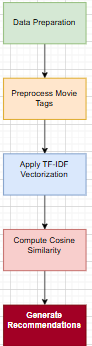 Data Preparation
Preprocess Movie
Tags
Apply TF-IDF
Vectorization
Compute Cosine
Similarity
Generate
Recommendations